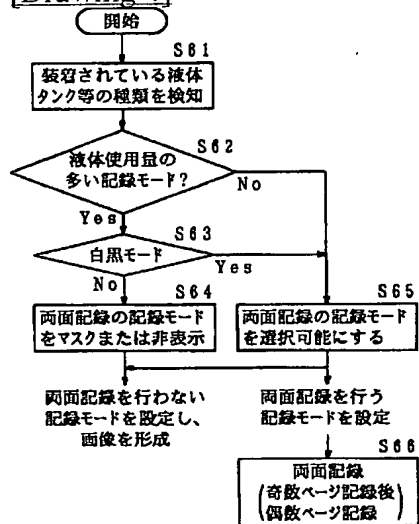 [Drawing 7]
開始
S61
装着されている液体
タンク等の種類を検知
S62
液体使用量の
多い記録モード?
No
Yes
S63
白黒モード
Yes
No
S64
S65
両面記録の記録モード
をマスクまたは非表示
両面記録の記録モード
を選択可能にする
両面記録を行わない
記録モードを設定し、
画像を形成
両面記録を行う
記録モードを設定
S66
両面記録
(奇数ページ記録後
偶数ページ記録)